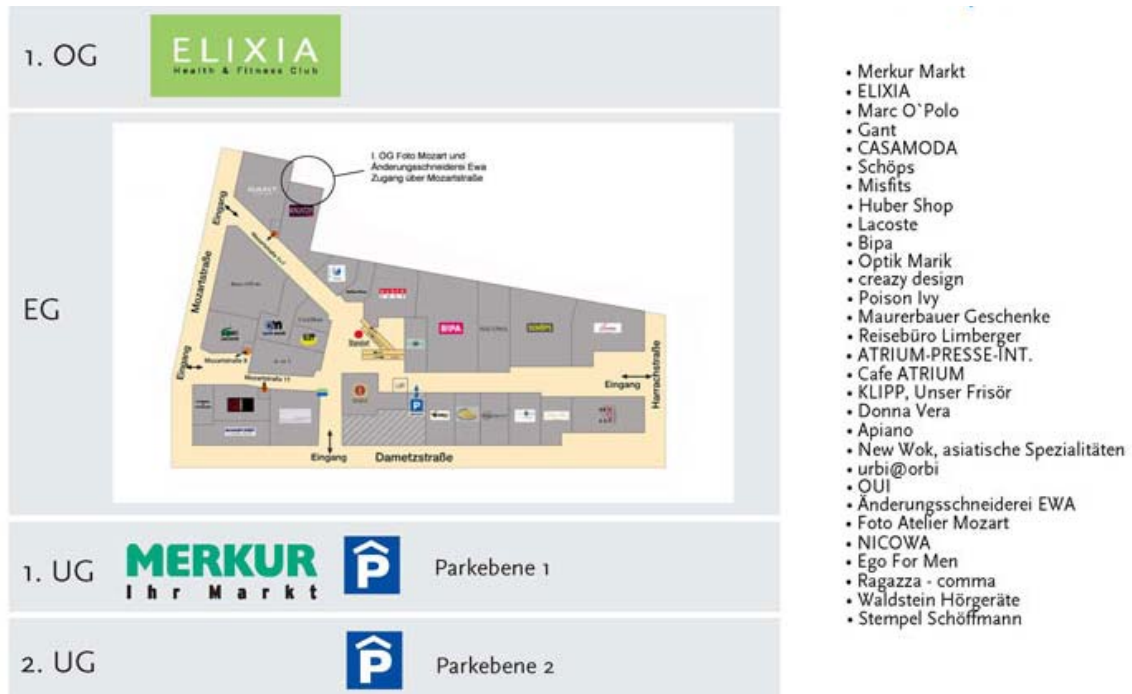 1. OG
ELIXIA
Health & Fitness Club
EG
I. OG Foto Mozart und
Änderungsschneiderei Ewa
Zugang über Mozartstraße
GANT
Eingang
Mozartstraße
BIPA
SCHÖPS
Eingang
Mozartstraße 11
Eingang
Harrachstraße
Eingang
Dametzstraße
1. UG
MERKUR
Ihr Markt
P
Parkebene 1
2. UG
P
Parkebene 2
• Merkur Markt
• ELIXIA
• Marc O`Polo
• Gant
• CASAMODA
• Schöps
• Misfits
• Huber Shop
• Lacoste
• Bipa
• Optik Marik
• creazy design
• Poison Ivy
• Maurerbauer Geschenke
• Reisebüro Limberger
• ATRIUM-PRESSE-INT.
• Cafe ATRIUM
• KLIPP, Unser Frisör
• Donna Vera
• Apiano
• New Wok, asiatische Spezialitäten
• urbi@orbi
• OUI
• Änderungsschneiderei EWA
• Foto Atelier Mozart
• NICOWA
• Ego For Men
• Ragazza - comma
• Waldstein Hörgeräte
• Stempel Schöffmann